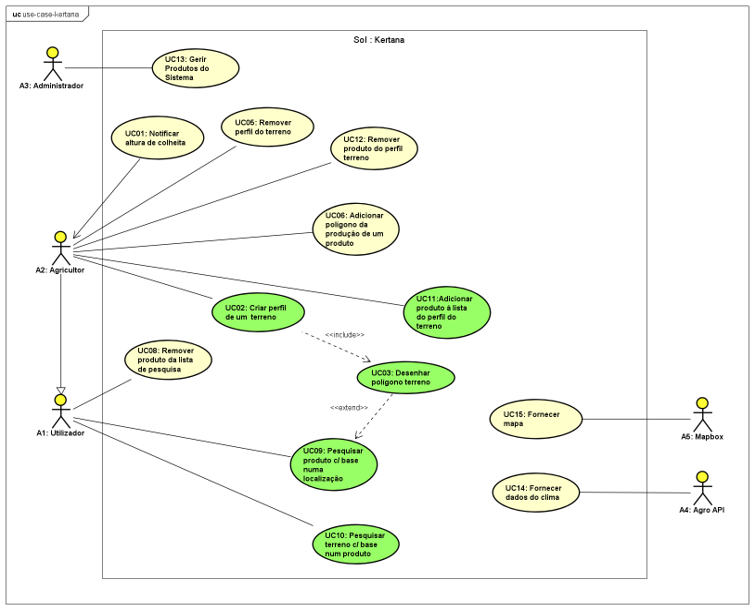 uc use-case-kertana
Sol : Kertana
UC13: Gerir
Produtos do
Sistema
A3: Administrador
UC05: Remover
perfil do terreno
UC01: Notificar
altura de colheita
UC12: Remover
produto do perfil
terreno
UC06: Adicionar
polígono da
produção de um
produto
A2: Agricultor
UC02: Criar perfil
de um terreno
UC11:Adicionar
produto à lista
do perfil do
terreno
<<include>>
UC08: Remover
produto da lista
de pesquisa
UC03: Desenhar
polígono terreno
<<extend>>
A1: Utilizador
UC15: Fornecer
mapa
A5: Mapbox
UC09: Pesquisar
produto c/ base
numa
localização
UC14: Fornecer
dados do clima
A4: Agro API
UC10: Pesquisar
terreno c/ base
num produto